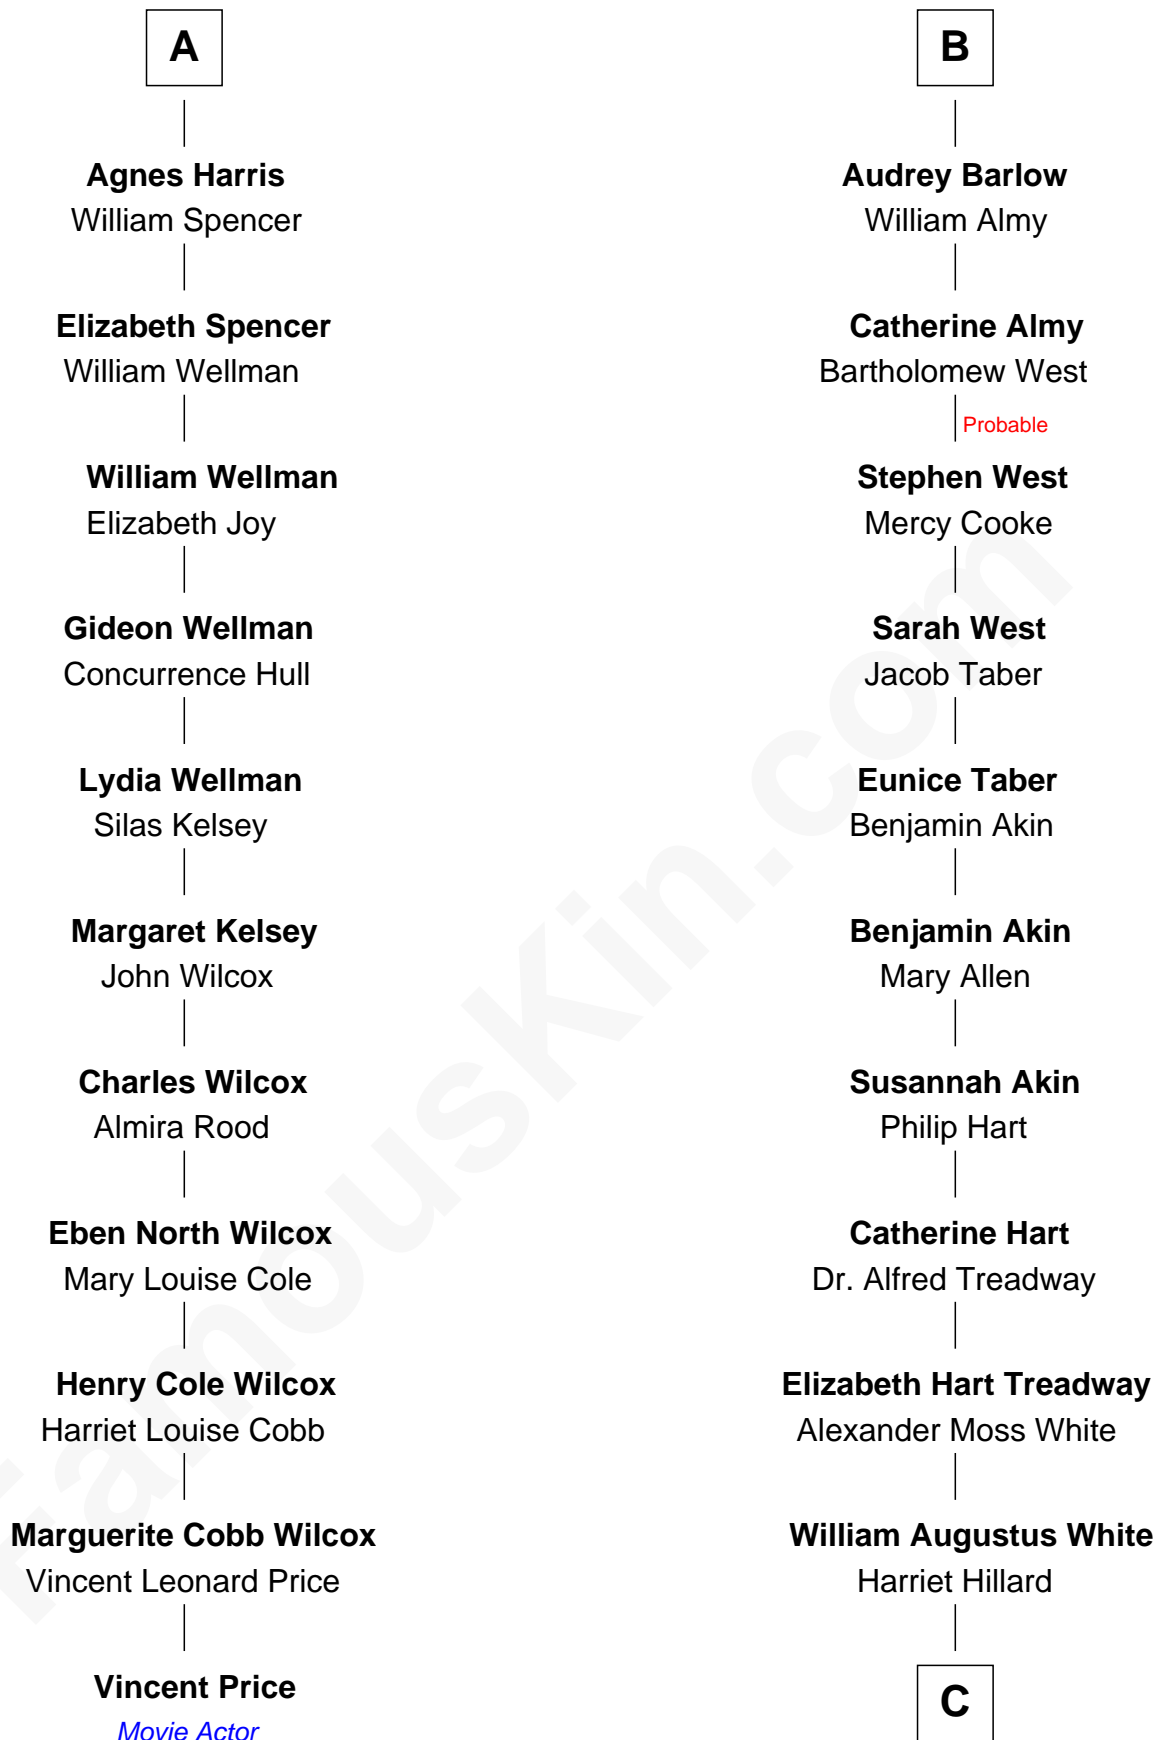 A
Agnes Harris
William Spencer
Elizabeth Spencer
William Wellman
William Wellman
Elizabeth Joy
Gideon Wellman
Concurrence Hull
Lydia Wellman
Silas Kelsey
Margaret Kelsey
John Wilcox
Charles Wilcox
Almira Rood
Eben North Wilcox
Mary Louise Cole
Henry Cole Wilcox
Harriet Louise Cobb
Marguerite Cobb Wilcox
Vincent Leonard Price
Vincent Price
Movie Actor
B
Audrey Barlow
William Almy
Catherine Almy
Bartholomew West
Probable
Stephen West
Mercy Cooke
Sarah West
Jacob Taber
Eunice Taber
Benjamin Akin
Benjamin Akin
Mary Allen
Susannah Akin
Philip Hart
Catherine Hart
Dr. Alfred Treadway
Elizabeth Hart Treadway
Alexander Moss White
William Augustus White
Harriet Hillard
C
FamousKin.com